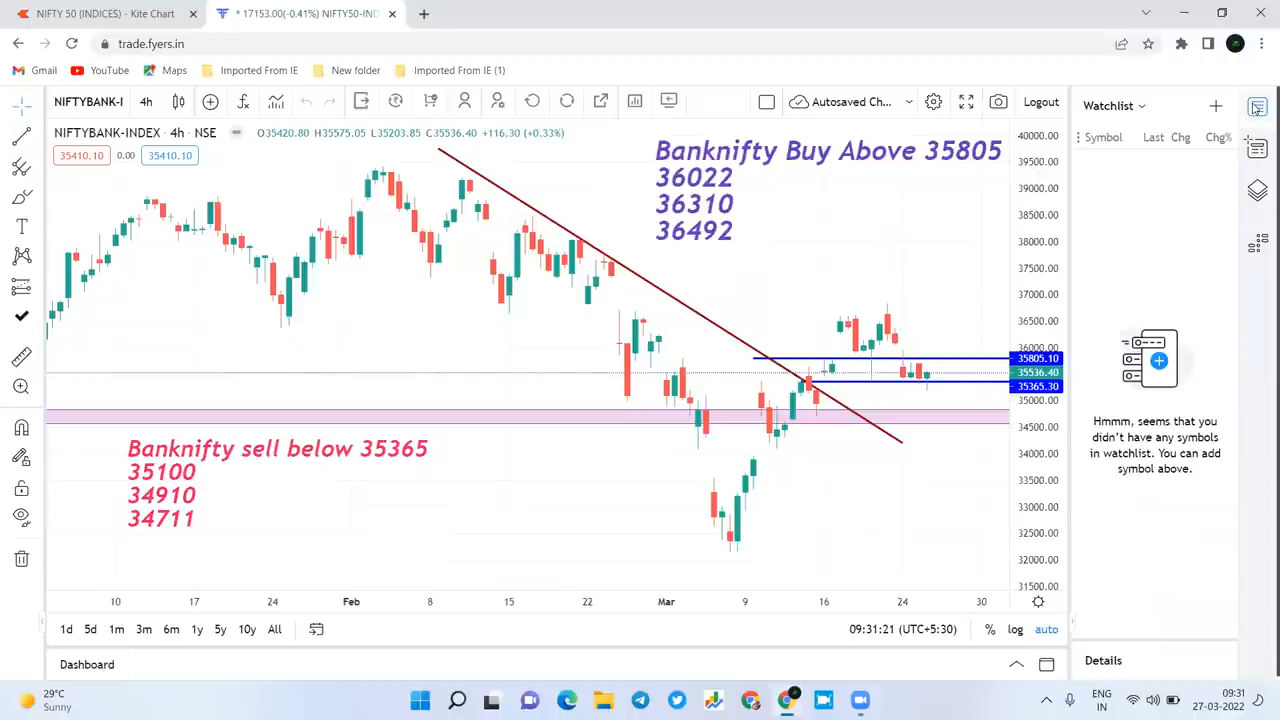 NIFTY 50 (INDICES) - Kite Chart
* 17153.00(-0.41%) NIFTY50-IND
trade.fyers.in
Gmail YouTube Maps Imported From IE New folder Imported From IE (1)
NIFTYBANK-I 4h Autosaved Ch... Logout
NIFTYBANK-INDEX · 4h · NSE O35420.80 H35575.05 L35203.85 C35536.40 +116.30 (+0.33%)
35410.10 0.00 35410.10
Banknifty Buy Above 35805
36022
36310
36492
Banknifty sell below 35365
35100
34910
34711
40000.00
39500.00
39000.00
38500.00
38000.00
37500.00
37000.00
36500.00
36000.00
35805.10
35536.40
35365.30
35000.00
34500.00
34000.00
33500.00
33000.00
32500.00
32000.00
31500.00
10 17 24 Feb 8 15 22 Mar 9 16 24 30
1d 5d 1m 3m 6m 1y 5y 10y All 09:31:21 (UTC+5:30) % log auto
Dashboard
Watchlist
Symbol Last Chg Chg%
Hmmm, seems that you
didn't have any symbols
in watchlist. You can add
symbol above.
Details
29°C
Sunny
ENG
IN
09:31
27-03-2022